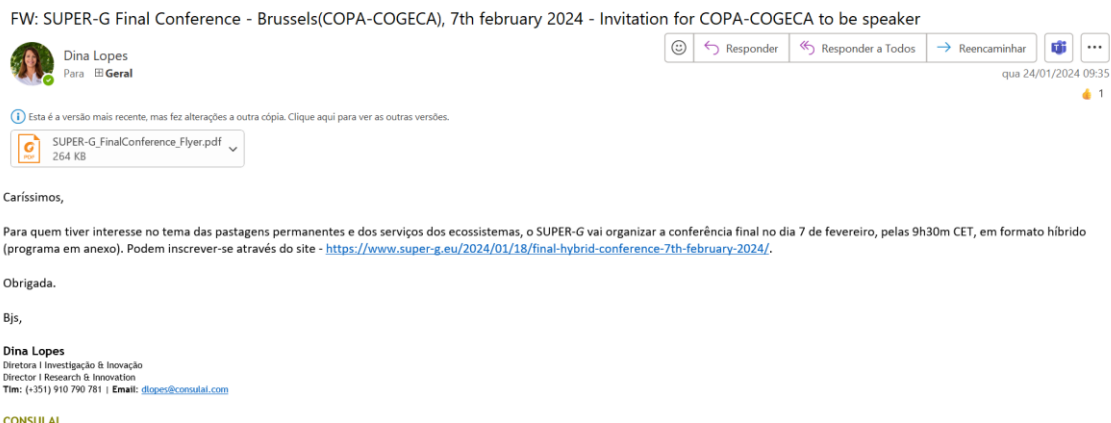 FW: SUPER-G Final Conference - Brussels(COPA-COGECA), 7th february 2024 - Invitation for COPA-COGECA to be speaker
Dina Lopes
Para Geral
Responder
Responder a Todos
Reencaminhar
qua 24/01/2024 09:35
1
Esta é a versão mais recente, mas fez alterações a outra cópia. Clique aqui para ver as outras versões.
PDF
SUPER-G_FinalConference_Flyer.pdf
264 KB
Caríssimos,
Para quem tiver interesse no tema das pastagens permanentes e dos serviços dos ecossistemas, o SUPER-G vai organizar a conferência final no dia 7 de fevereiro, pelas 9h30m CET, em formato híbrido
(programa em anexo). Podem inscrever-se através do site - https://www.super-g.eu/2024/01/18/final-hybrid-conference-7th-february-2024/.
Obrigada.
Bjs,
Dina Lopes
Diretora I Investigação & Inovação
Director I Research & Innovation
Tlm: (+351) 910 790 781 | Email: dlopes@consulai.com
CONSULAI